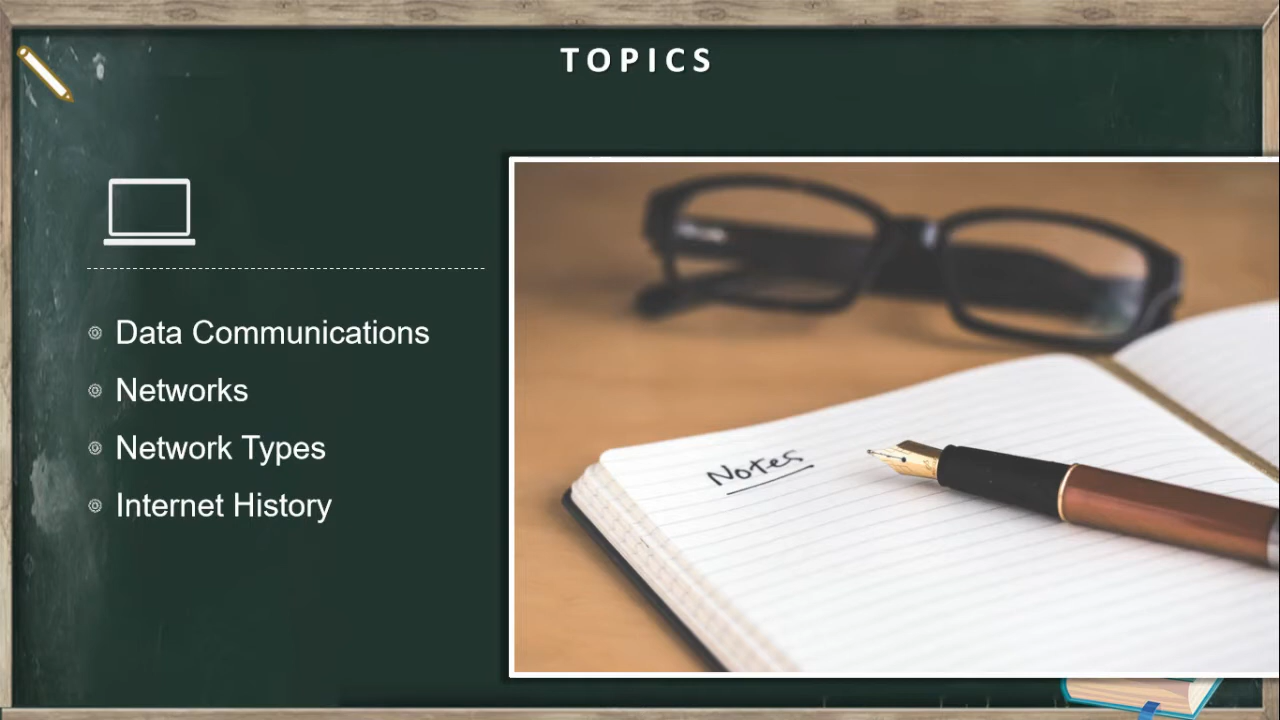 TOPICS
Data Communications
Networks
Network Types
Internet History
Notes